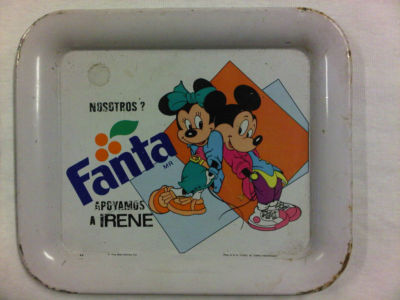 NOSOTROS?
Fanta
MR
APOYAMOS
A IRENE